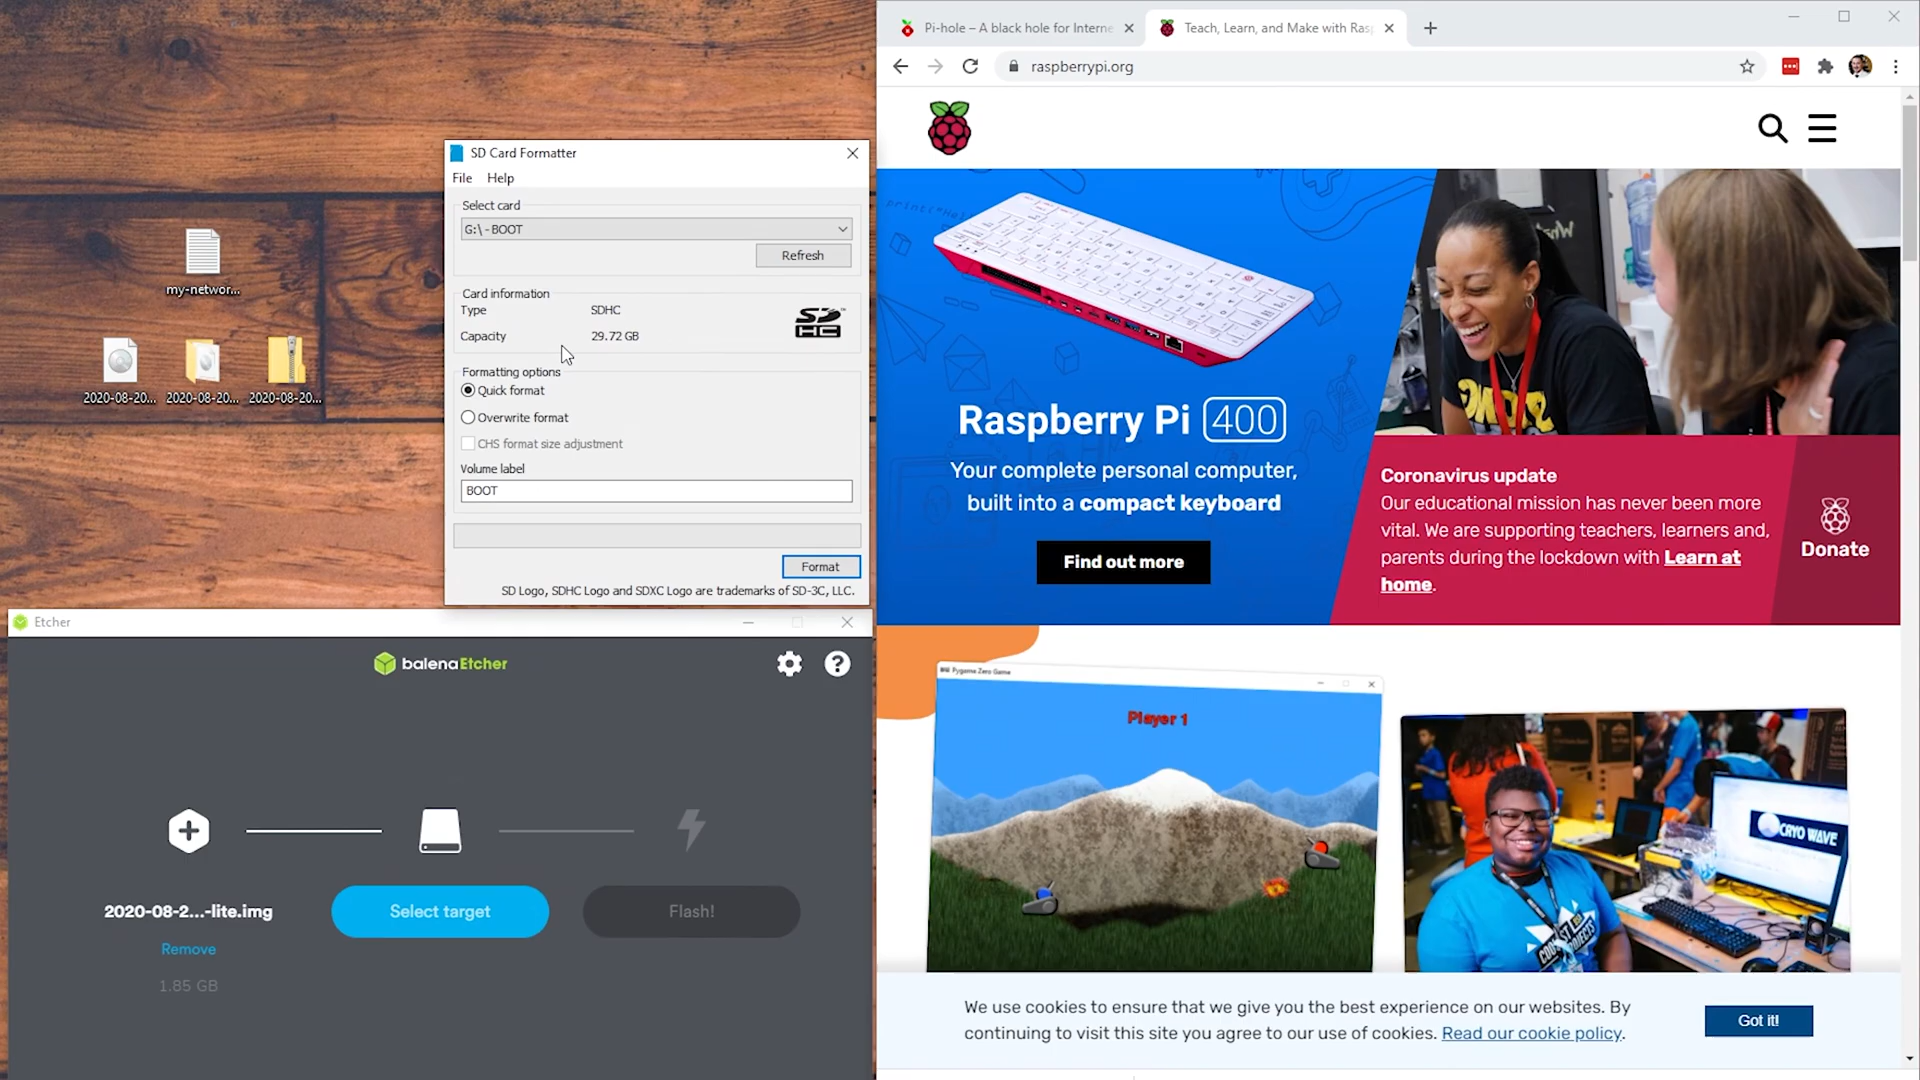 my-networ...
2020-08-20...
2020-08-20...
2020-08-20...
SD Card Formatter
File Help
Select card
G:\ - BOOT
Refresh
Card information
Type SDHC
Capacity 29.72 GB
SD HC
Formatting options
Quick format
Overwrite format
CHS format size adjustment
Volume label
BOOT
Format
SD Logo, SDHC Logo and SDXC Logo are trademarks of SD-3C, LLC.
Etcher
balenaEtcher
2020-08-2...-lite.img
Remove
1.85 GB
Select target
Flash!
Pi-hole – A black hole for Interne
Teach, Learn, and Make with Rasp
raspberrypi.org
Raspberry Pi 400
Your complete personal computer,
built into a compact keyboard
Find out more
Coronavirus update
Our educational mission has never been more
vital. We are supporting teachers, learners and,
parents during the lockdown with Learn at
home.
Donate
Pygame Zero Game
Player 1
CRYO WAVE
We use cookies to ensure that we give you the best experience on our websites. By
continuing to visit this site you agree to our use of cookies. Read our cookie policy.
Got it!